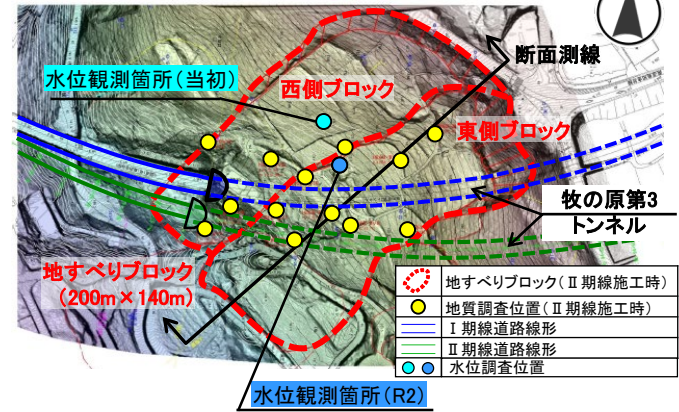 断面測線
水位観測箇所(当初)
西側ブロック
東側ブロック
牧の原第3
トンネル
地すべりブロック
(200m×140m)
地すべりブロック(Ⅱ期線施工時)
地質調査位置(Ⅱ期線施工時)
Ⅰ期線道路線形
Ⅱ期線道路線形
水位調査位置
水位観測箇所(R2)